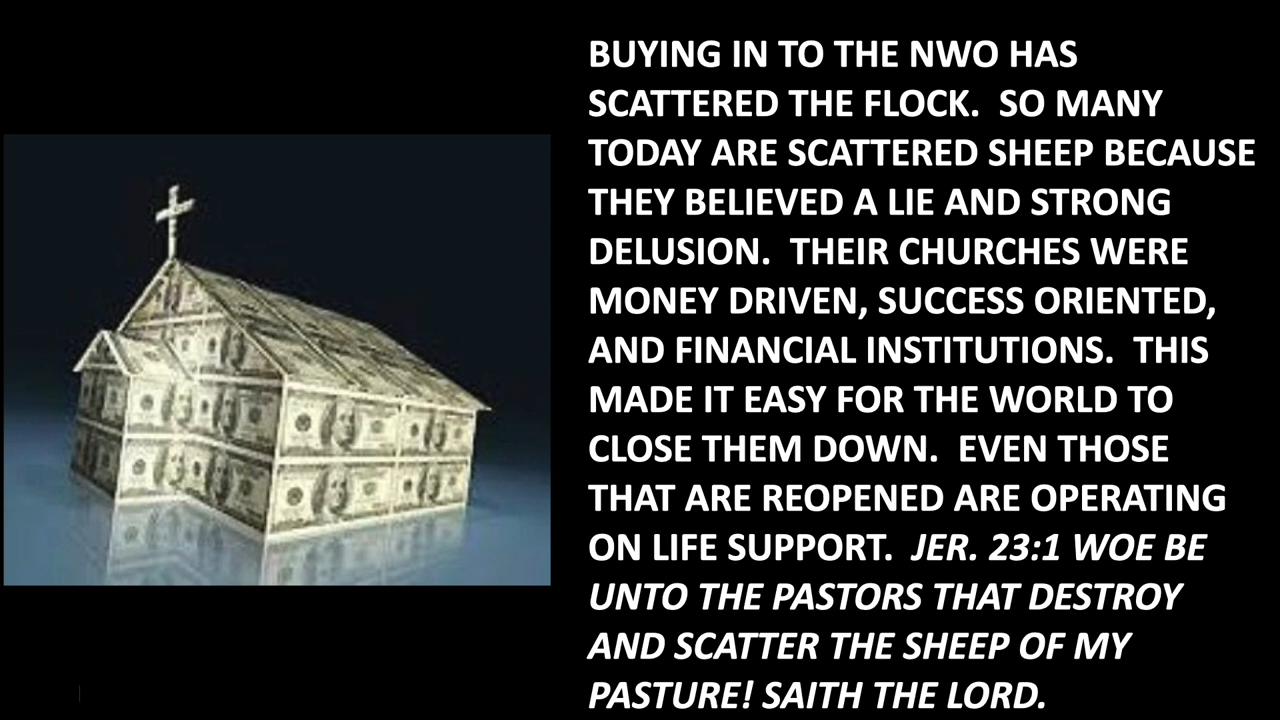 BUYING IN TO THE NWO HAS
SCATTERED THE FLOCK.  SO MANY
TODAY ARE SCATTERED SHEEP BECAUSE
THEY BELIEVED A LIE AND STRONG
DELUSION.  THEIR CHURCHES WERE
MONEY DRIVEN, SUCCESS ORIENTED,
AND FINANCIAL INSTITUTIONS.  THIS
MADE IT EASY FOR THE WORLD TO
CLOSE THEM DOWN.  EVEN THOSE
THAT ARE REOPENED ARE OPERATING
ON LIFE SUPPORT.  JER. 23:1 WOE BE
UNTO THE PASTORS THAT DESTROY
AND SCATTER THE SHEEP OF MY
PASTURE! SAITH THE LORD.